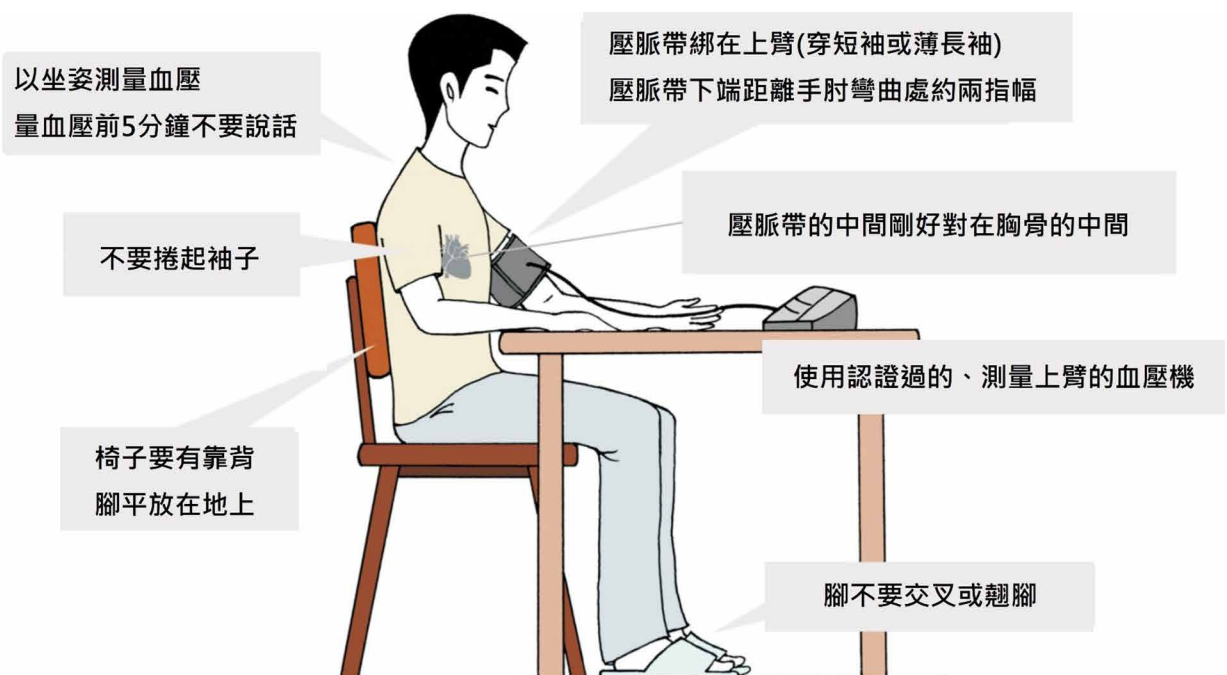 以坐姿測量血壓
量血壓前5分鐘不要說話
壓脈帶綁在上臂(穿短袖或薄長袖)
壓脈帶下端距離手肘彎曲處約兩指幅
不要捲起袖子
壓脈帶的中間剛好對在胸骨的中間
使用認證過的、測量上臂的血壓機
椅子要有靠背
腳平放在地上
腳不要交叉或翹腳